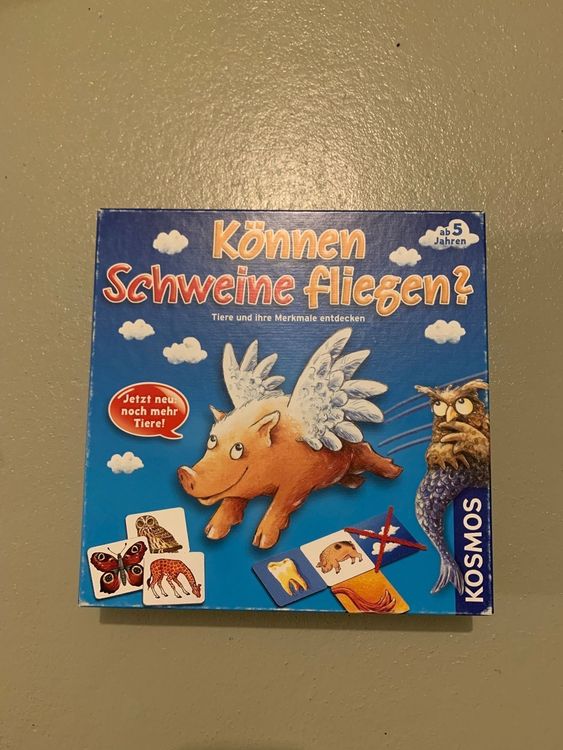 Können
Schweine fliegen?
Tiere und ihre Merkmale entdecken
ab 5
Jahren
Jetzt neu:
noch mehr
Tiere!
KOSMOS